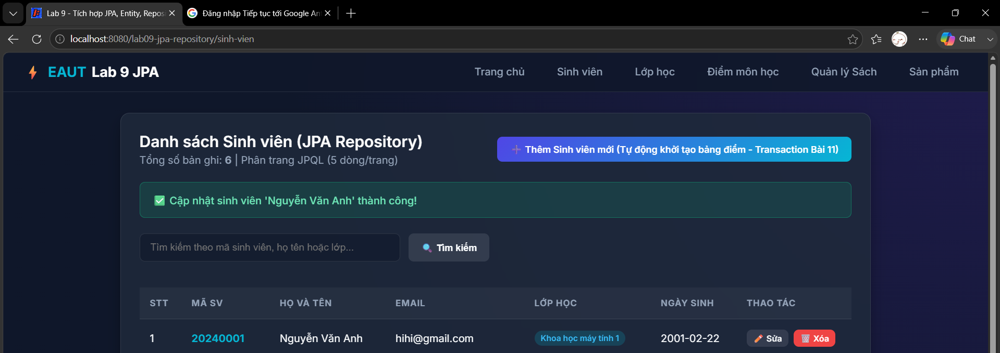 Lab 9 - Tích hợp JPA, Entity, Repos
Đăng nhập Tiếp tục tới Google An
localhost:8080/lab09-jpa-repository/sinh-vien
Chat
EAUT Lab 9 JPA
Trang chủ
Sinh viên
Lớp học
Điểm môn học
Quản lý Sách
Sản phẩm
Danh sách Sinh viên (JPA Repository)
Tổng số bản ghi: 6 | Phân trang JPQL (5 dòng/trang)
Thêm Sinh viên mới (Tự động khởi tạo bảng điểm - Transaction Bài 11)
Cập nhật sinh viên 'Nguyễn Văn Anh' thành công!
Tìm kiếm theo mã sinh viên, họ tên hoặc lớp...
Tìm kiếm
STT MÃ SV HỌ VÀ TÊN EMAIL LỚP HỌC NGÀY SINH THAO TÁC
1 20240001 Nguyễn Văn Anh hihi@gmail.com Khoa học máy tính 1 2001-02-22 Sửa Xóa